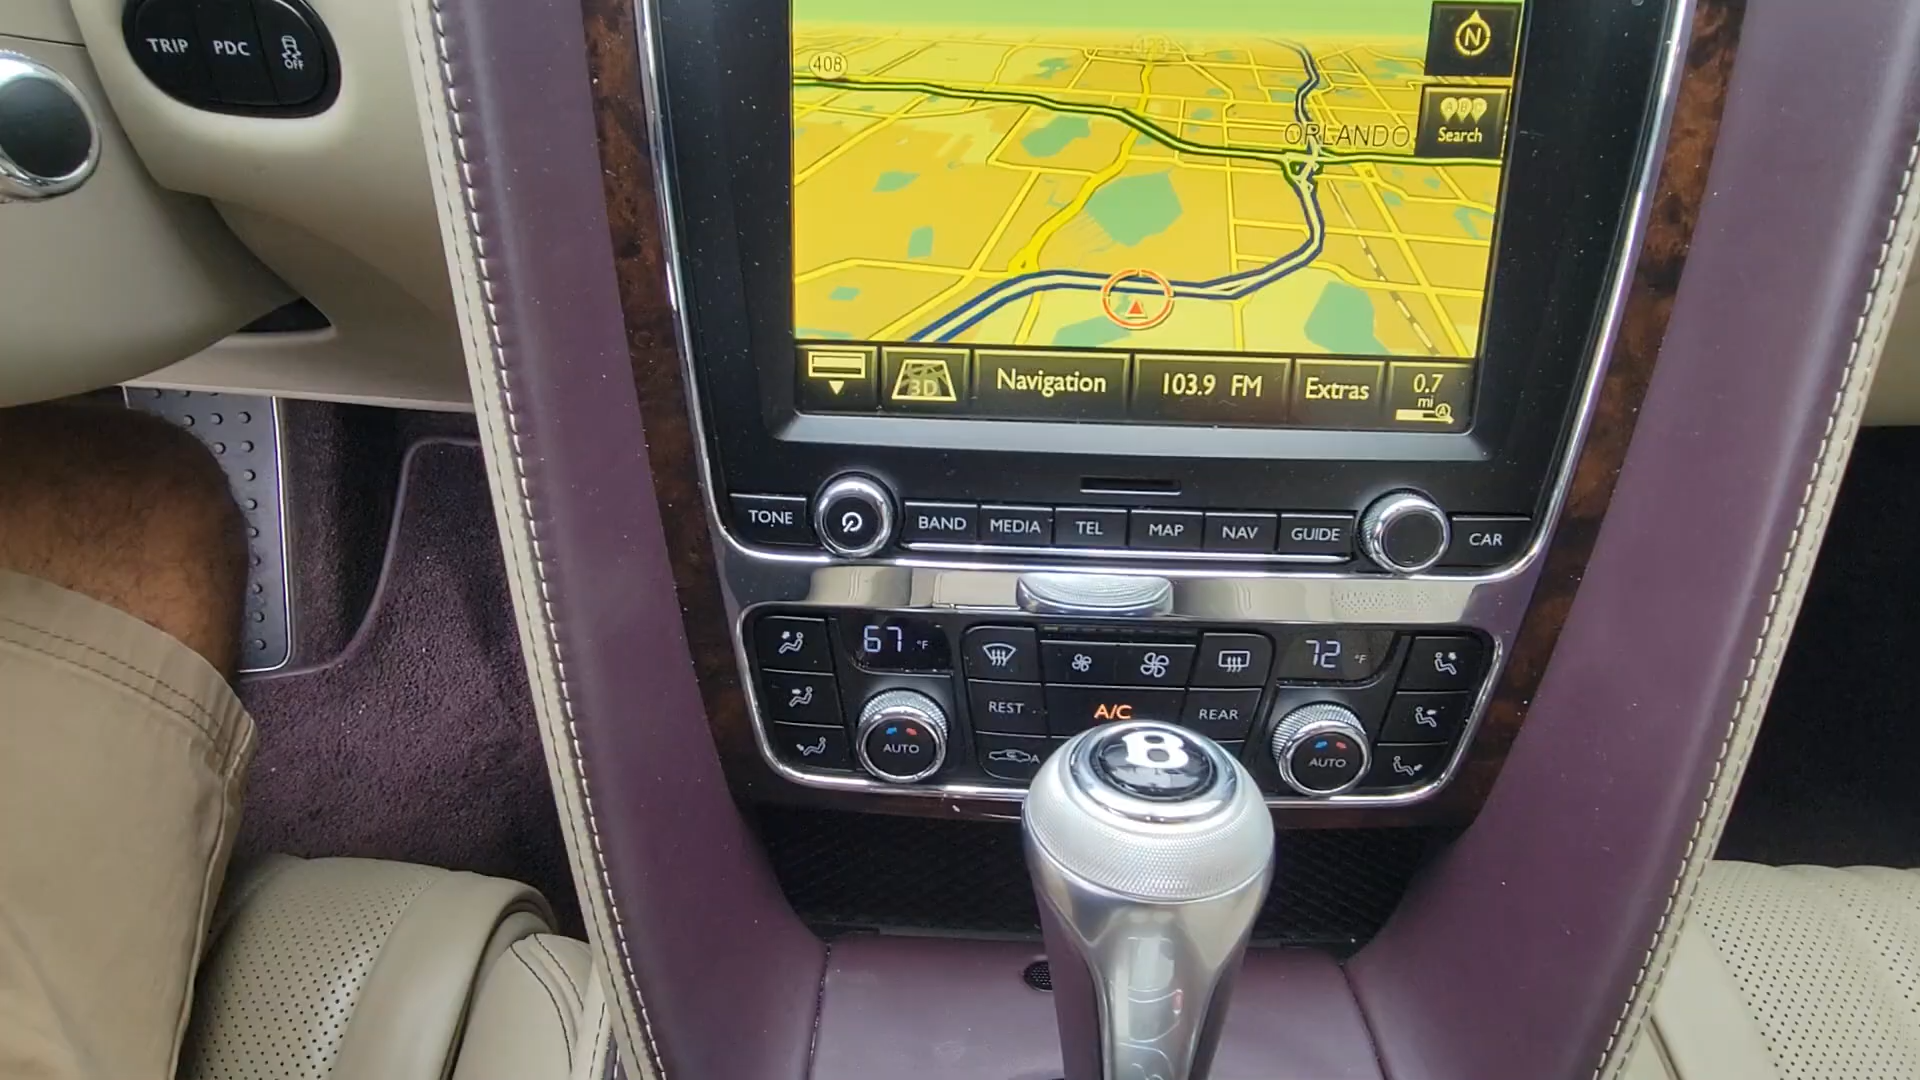 TRIP PDC OFF
408
423
N
ORLANDO
Search
3D
Navigation
103.9 FM
Extras
0.7
mi
TONE
BAND
MEDIA
TEL
MAP
NAV
GUIDE
CAR
67 °F
72 °F
REST
A/C
REAR
AUTO
A
AUTO
B